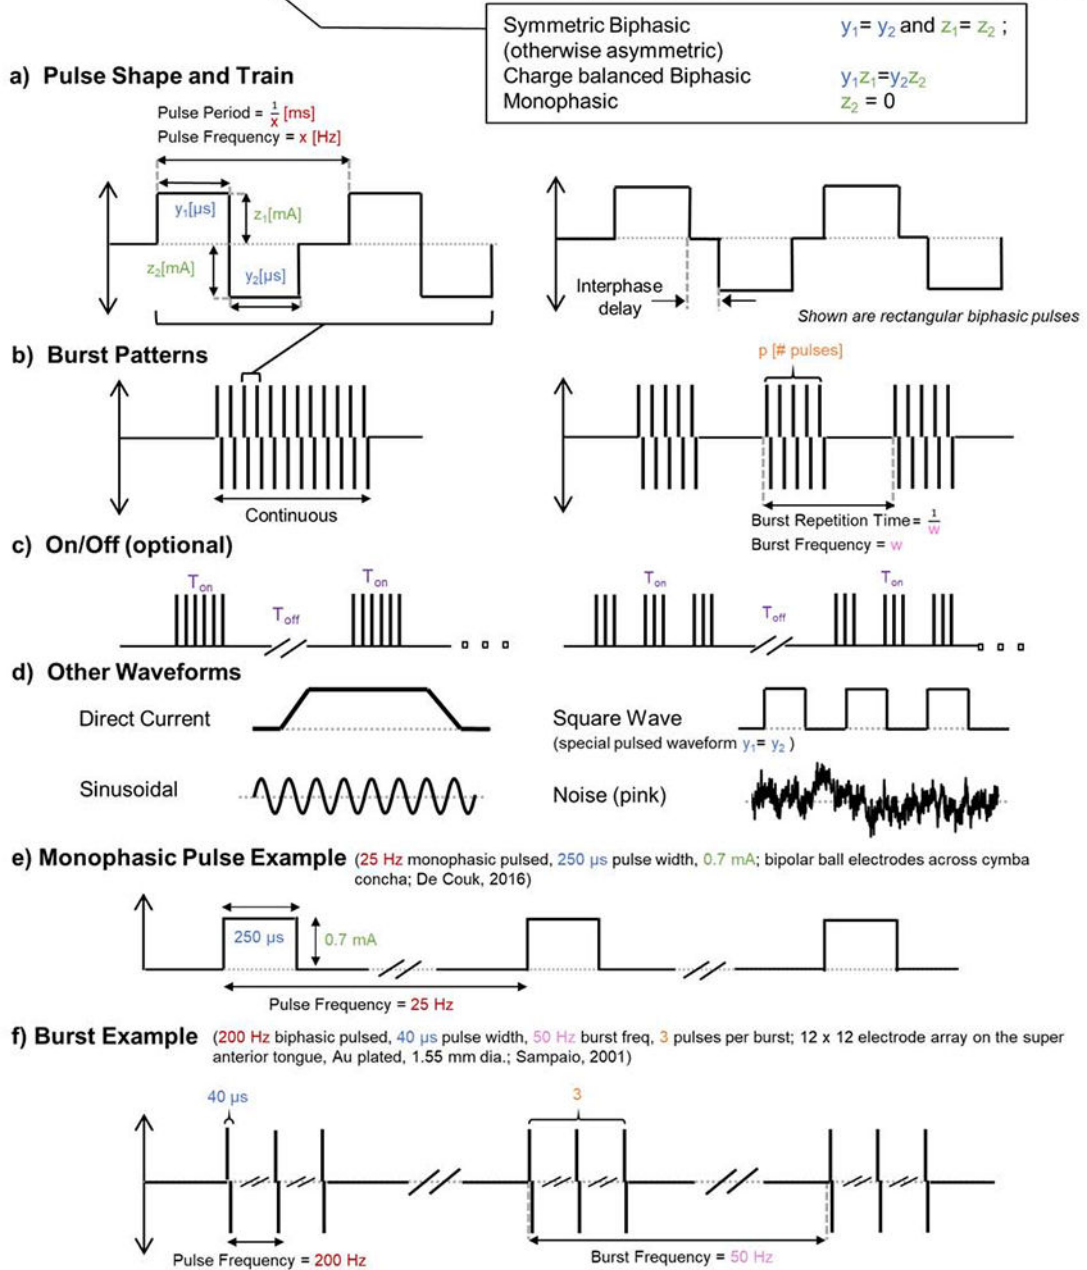 Symmetric Biphasic y₁= y₂ and z₁= z₂ ;
(otherwise asymmetric)
Charge balanced Biphasic y₁z₁=y₂z₂
Monophasic z₂ = 0
a) Pulse Shape and Train
Pulse Period = 1/x [ms]
Pulse Frequency = x [Hz]
y₁[µs]
z₁[mA]
z₂[mA]
y₂[µs]
Interphase
delay
Shown are rectangular biphasic pulses
b) Burst Patterns
p [# pulses]
Continuous
Burst Repetition Time= 1/w
Burst Frequency = w
c) On/Off (optional)
Ton
Toff
Ton
Ton
Toff
Ton
d) Other Waveforms
Direct Current
Square Wave
(special pulsed waveform y₁= y₂ )
Sinusoidal
Noise (pink)
e) Monophasic Pulse Example (25 Hz monophasic pulsed, 250 µs pulse width, 0.7 mA; bipolar ball electrodes across cymba
concha; De Couk, 2016)
250 µs
0.7 mA
Pulse Frequency = 25 Hz
f) Burst Example (200 Hz biphasic pulsed, 40 µs pulse width, 50 Hz burst freq, 3 pulses per burst; 12 x 12 electrode array on the super
anterior tongue, Au plated, 1.55 mm dia.; Sampaio, 2001)
40 µs
3
Pulse Frequency = 200 Hz
Burst Frequency = 50 Hz